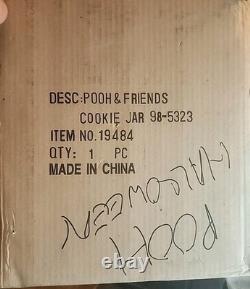 DESC:POOH & FRIENDS
COOKIE JAR 98-5323
ITEM NO.19484
QTY: 1 PC
MADE IN CHINA
HALLOWEEN
POOH